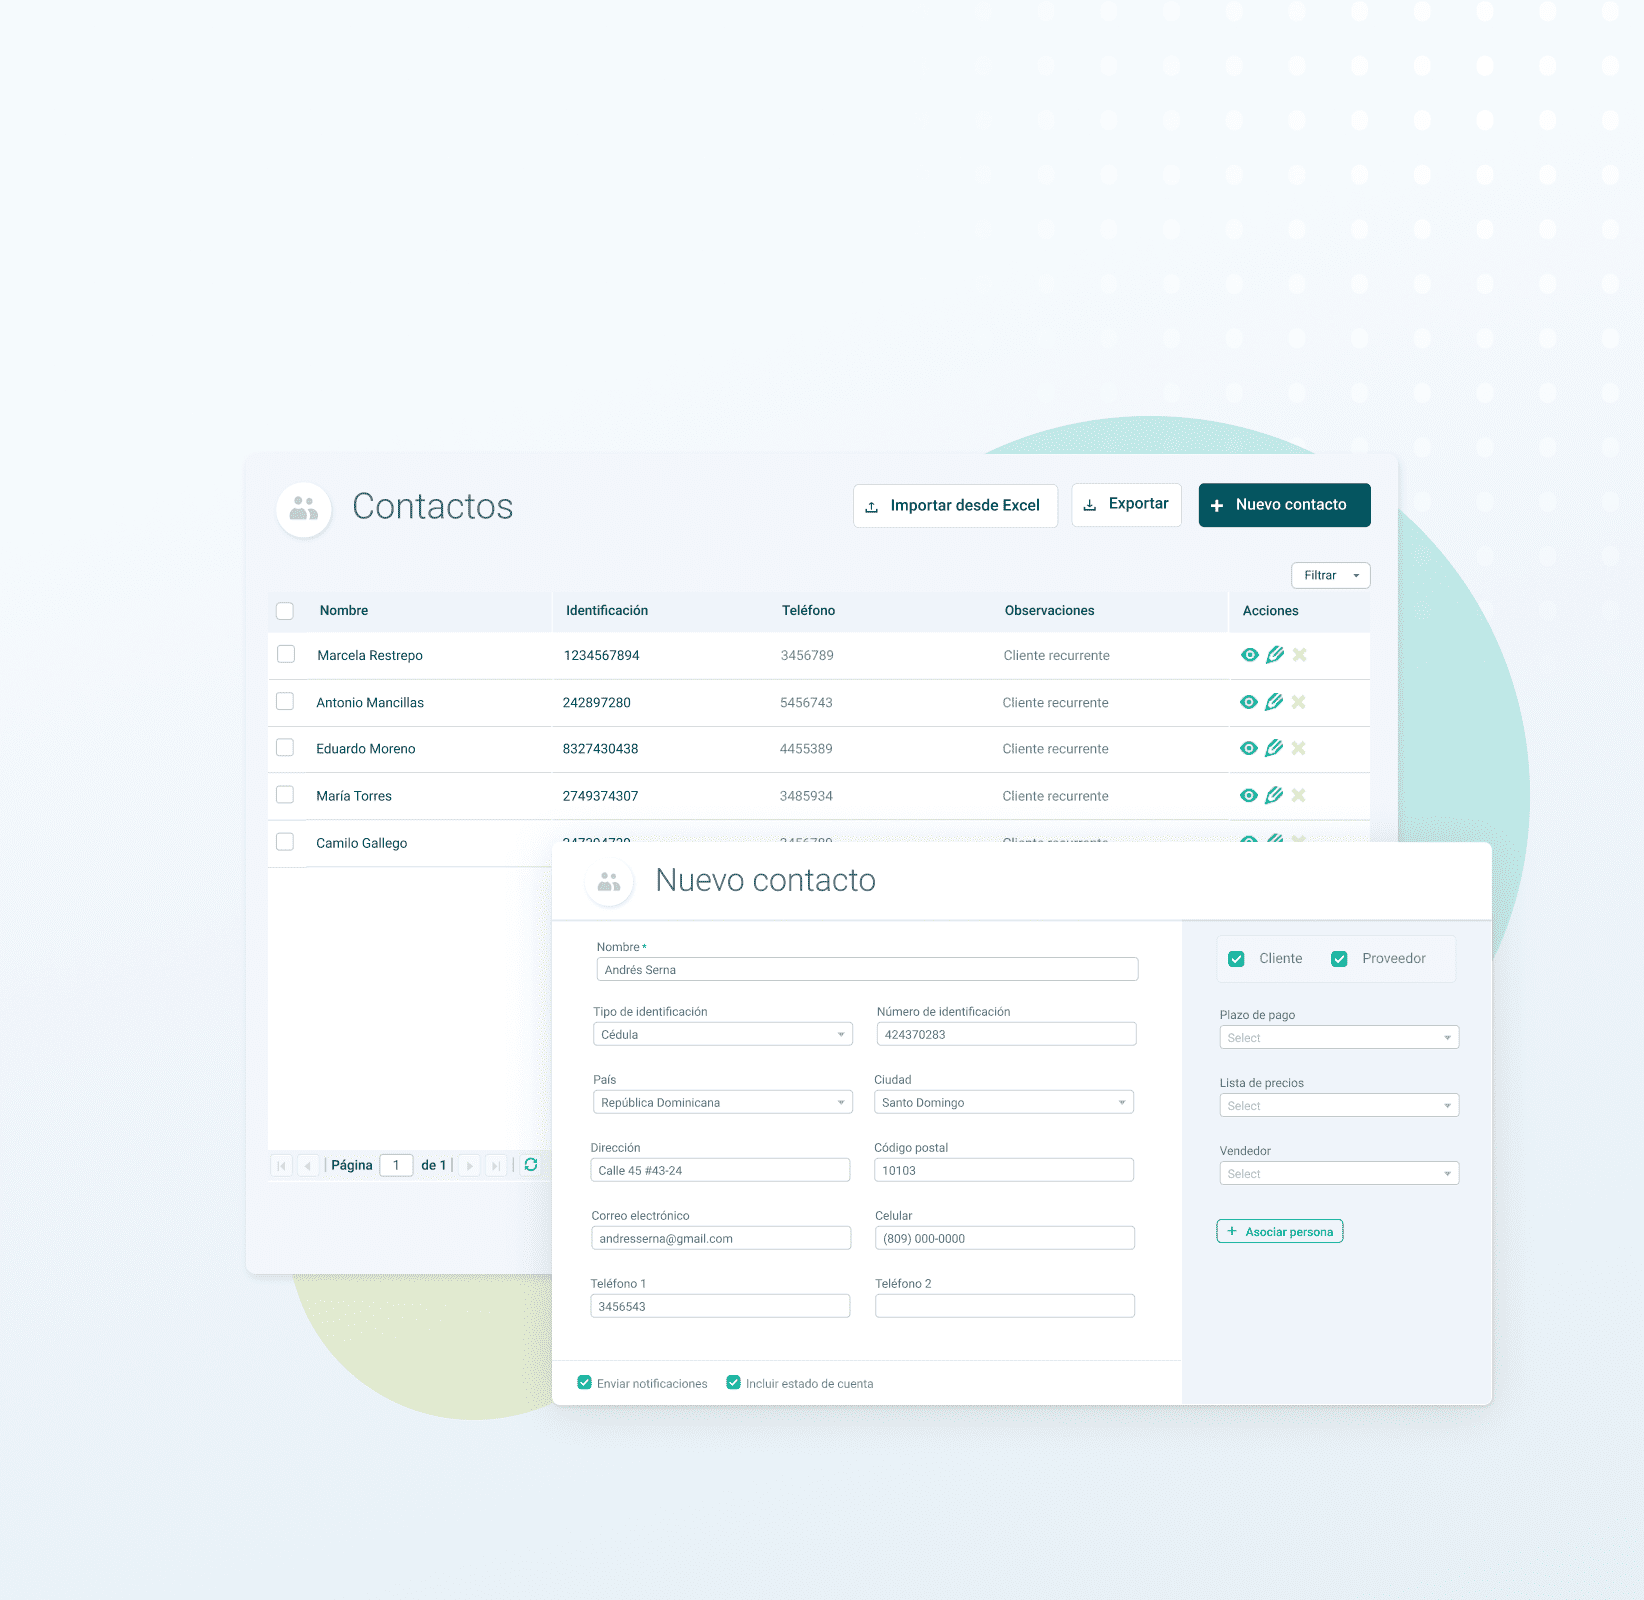 Contactos
Importar desde Excel
Exportar
+ Nuevo contacto
Filtrar
Nombre Identificación Teléfono Observaciones Acciones
Marcela Restrepo 1234567894 3456789 Cliente recurrente
Antonio Mancillas 242897280 5456743 Cliente recurrente
Eduardo Moreno 8327430438 4455389 Cliente recurrente
María Torres 2749374307 3485934 Cliente recurrente
Camilo Gallego Cliente recurrente
Página 1 de 1
Nuevo contacto
Nombre *
Andrés Serna
Tipo de identificación
Cédula
Número de identificación
424370283
País
República Dominicana
Ciudad
Santo Domingo
Dirección
Calle 45 #43-24
Código postal
10103
Correo electrónico
andresserna@gmail.com
Celular
(809) 000-0000
Teléfono 1
3456543
Teléfono 2
Enviar notificaciones
Incluir estado de cuenta
Cliente
Proveedor
Plazo de pago
Select
Lista de precios
Select
Vendedor
Select
+ Asociar persona